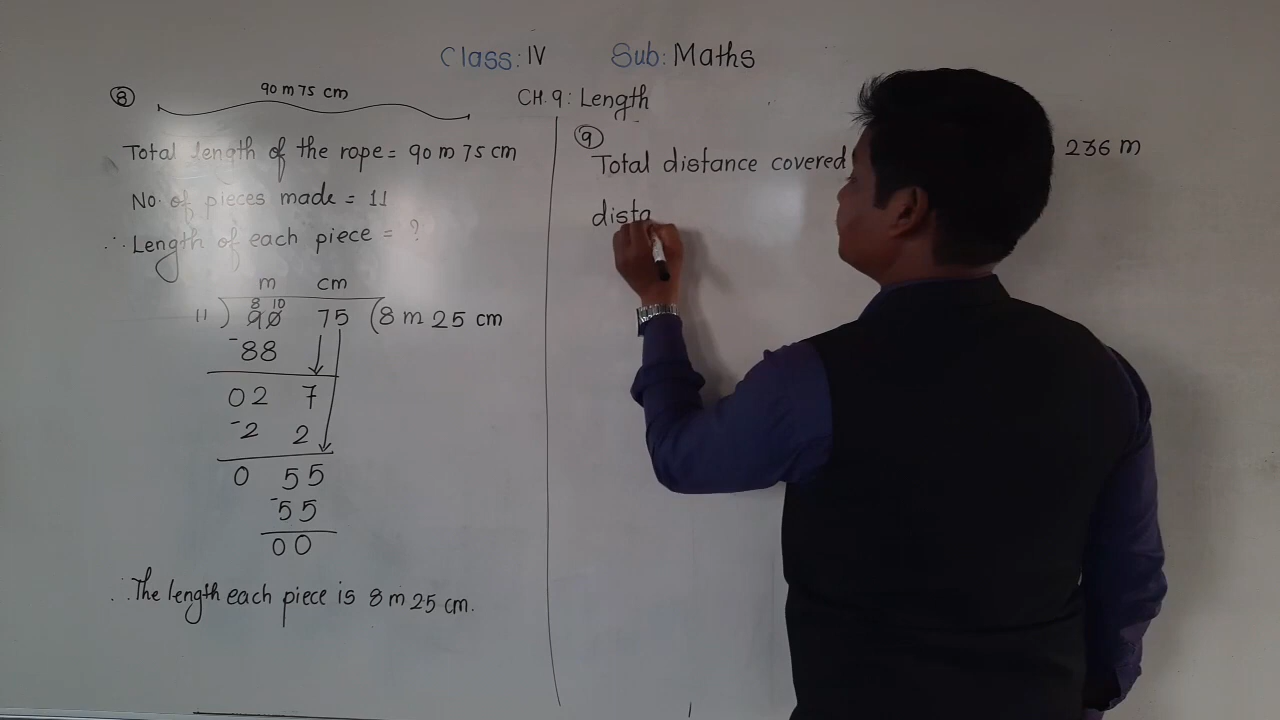 Class: IV Sub: Maths
CH. 9: Length
8
90 m 75 cm
Total length of the rope = 90 m 75 cm
No. of pieces made = 11
∴ Length of each piece = ?
m cm
8 10
11 ) 90 75 ( 8 m 25 cm
-88
02 7
-2 2
0 55
-55
00
∴ The length each piece is 8 m 25 cm.
9
Total distance covered 236 m
dista